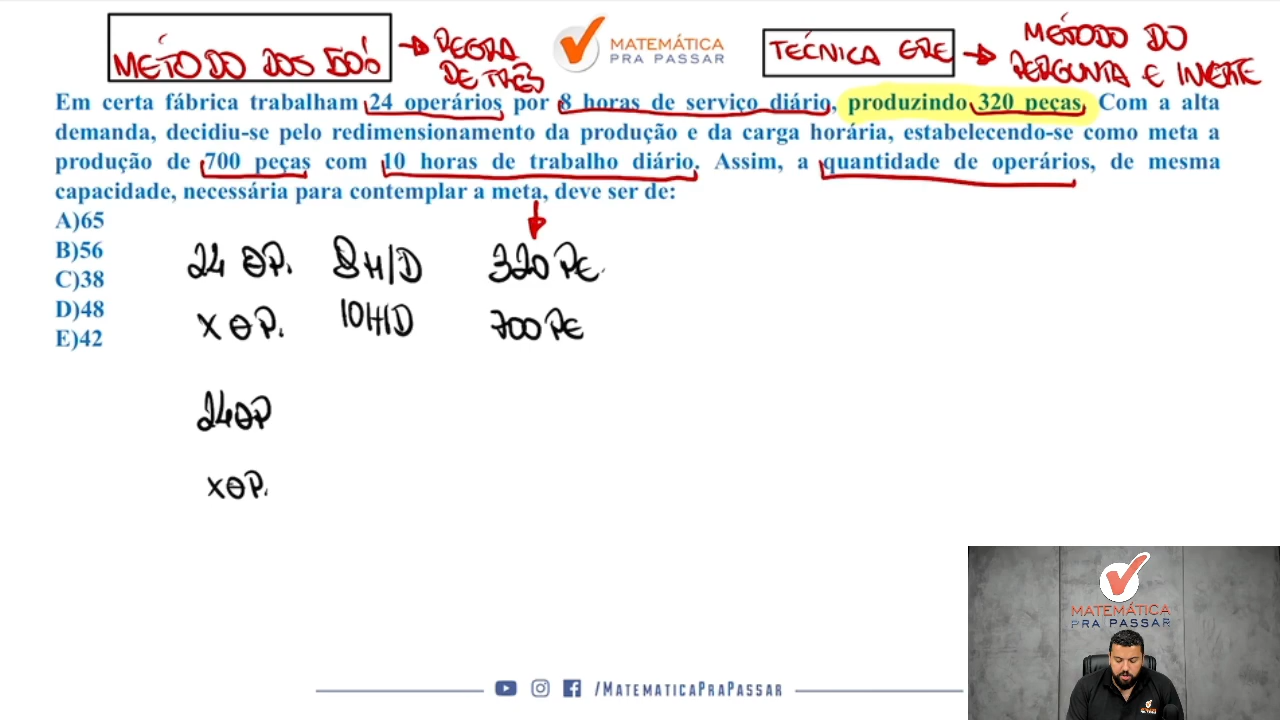 MÉTODO DOS 50's → REGRA DE TRÊS
MATEMÁTICA
PRA PASSAR
TÉCNICA → MÉTODO DO PERGUNTA E INVERTE
Em certa fábrica trabalham 24 operários por 8 horas de serviço diário, produzindo 320 peças. Com a alta
demanda, decidiu-se pelo redimensionamento da produção e da carga horária, estabelecendo-se como meta a
produção de 700 peças com 10 horas de trabalho diário. Assim, a quantidade de operários, de mesma
capacidade, necessária para contemplar a meta, deve ser de:
A)65
B)56
C)38
D)48
E)42
24 OP. 8H/D 320 PE.
X OP. 10H/D 700 PE
24 OP
X OP.
MATEMÁTICA
PRA PASSAR
/MATEMATICAPRAPASSAR